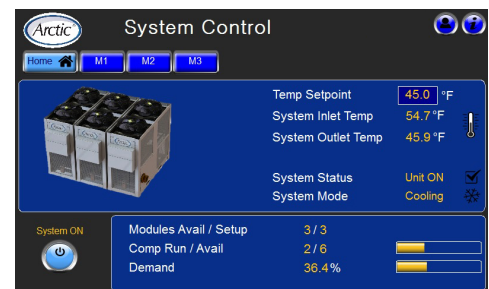 Arctic System Control
Home M1 M2 M3
Temp Setpoint 45.0 °F
System Inlet Temp 54.7 °F
System Outlet Temp 45.9 °F
System Status Unit ON
System Mode Cooling
System ON
Modules Avail / Setup 3 / 3
Comp Run / Avail 2 / 6
Demand 36.4%